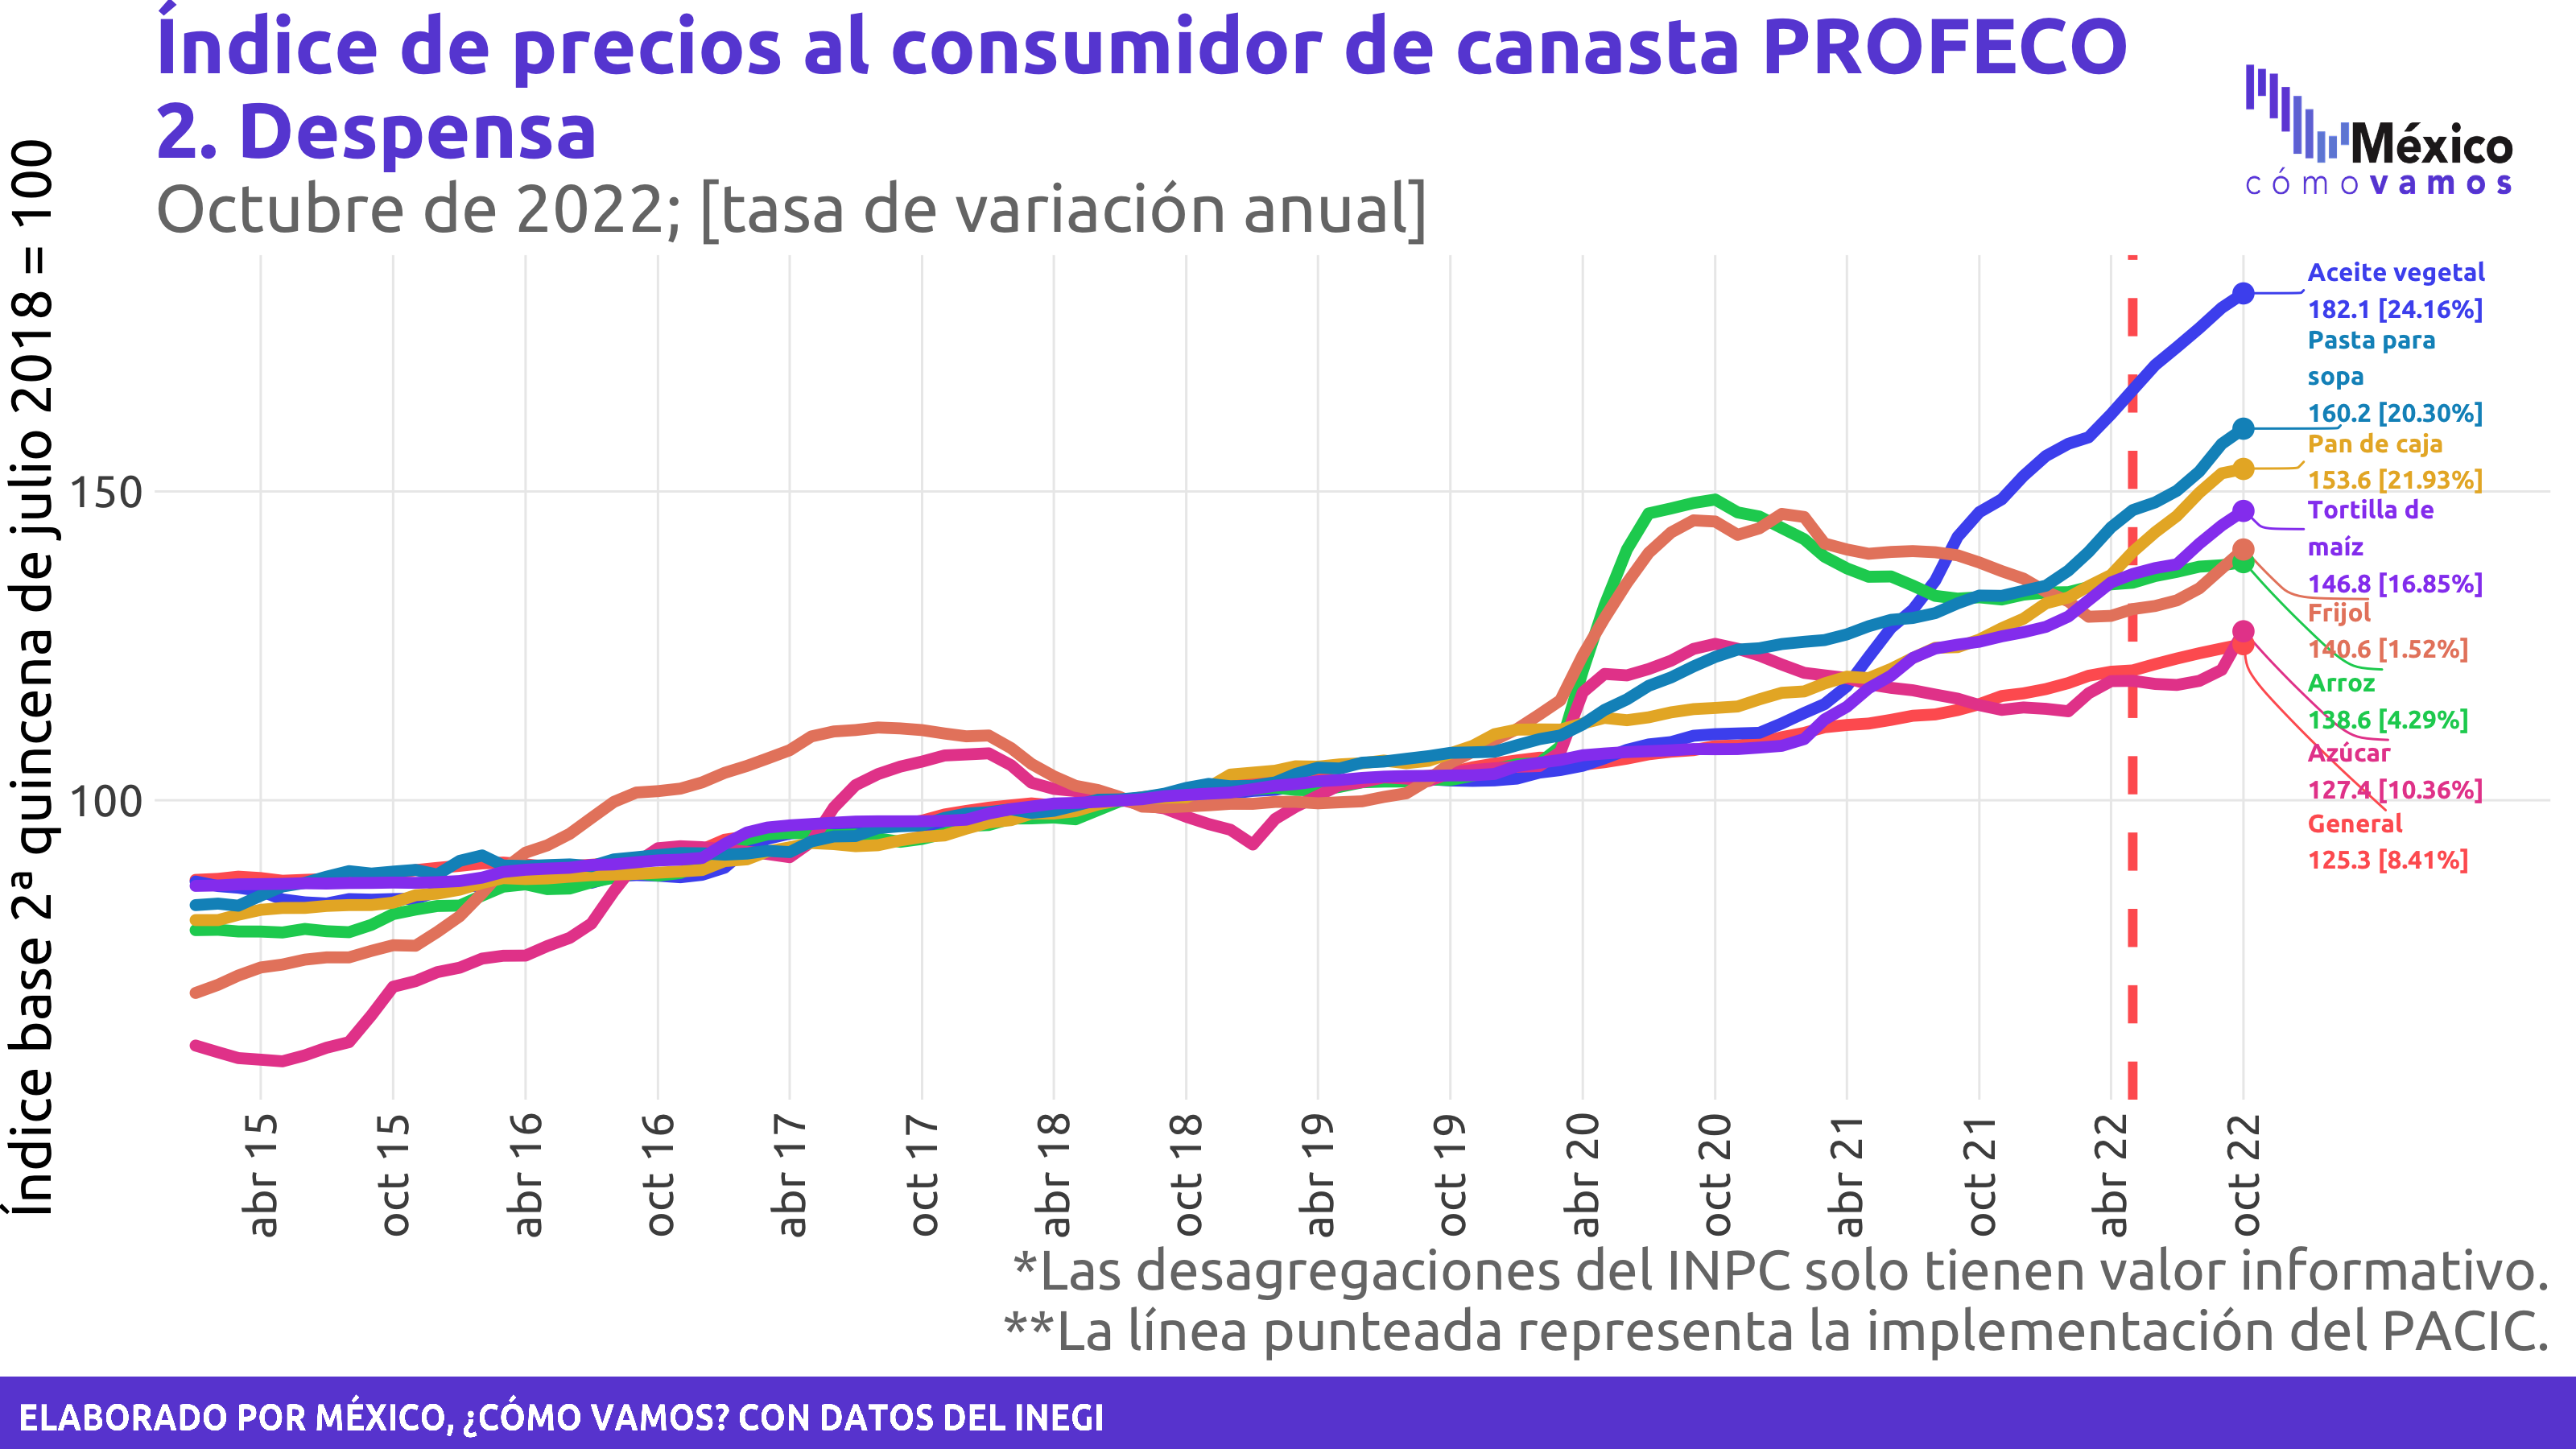 Índice de precios al consumidor de canasta PROFECO
2. Despensa
Octubre de 2022; [tasa de variación anual]
México
cómo vamos
Índice base 2ª quincena de julio 2018 = 100
150
100
Aceite vegetal
182.1 [24.16%]
Pasta para
sopa
160.2 [20.30%]
Pan de caja
153.6 [21.93%]
Tortilla de
maíz
146.8 [16.85%]
Frijol
140.6 [1.52%]
Arroz
138.6 [4.29%]
Azúcar
127.4 [10.36%]
General
125.3 [8.41%]
abr 15
oct 15
abr 16
oct 16
abr 17
oct 17
abr 18
oct 18
abr 19
oct 19
abr 20
oct 20
abr 21
oct 21
abr 22
oct 22
*Las desagregaciones del INPC solo tienen valor informativo.
**La línea punteada representa la implementación del PACIC.
ELABORADO POR MÉXICO, ¿CÓMO VAMOS? CON DATOS DEL INEGI